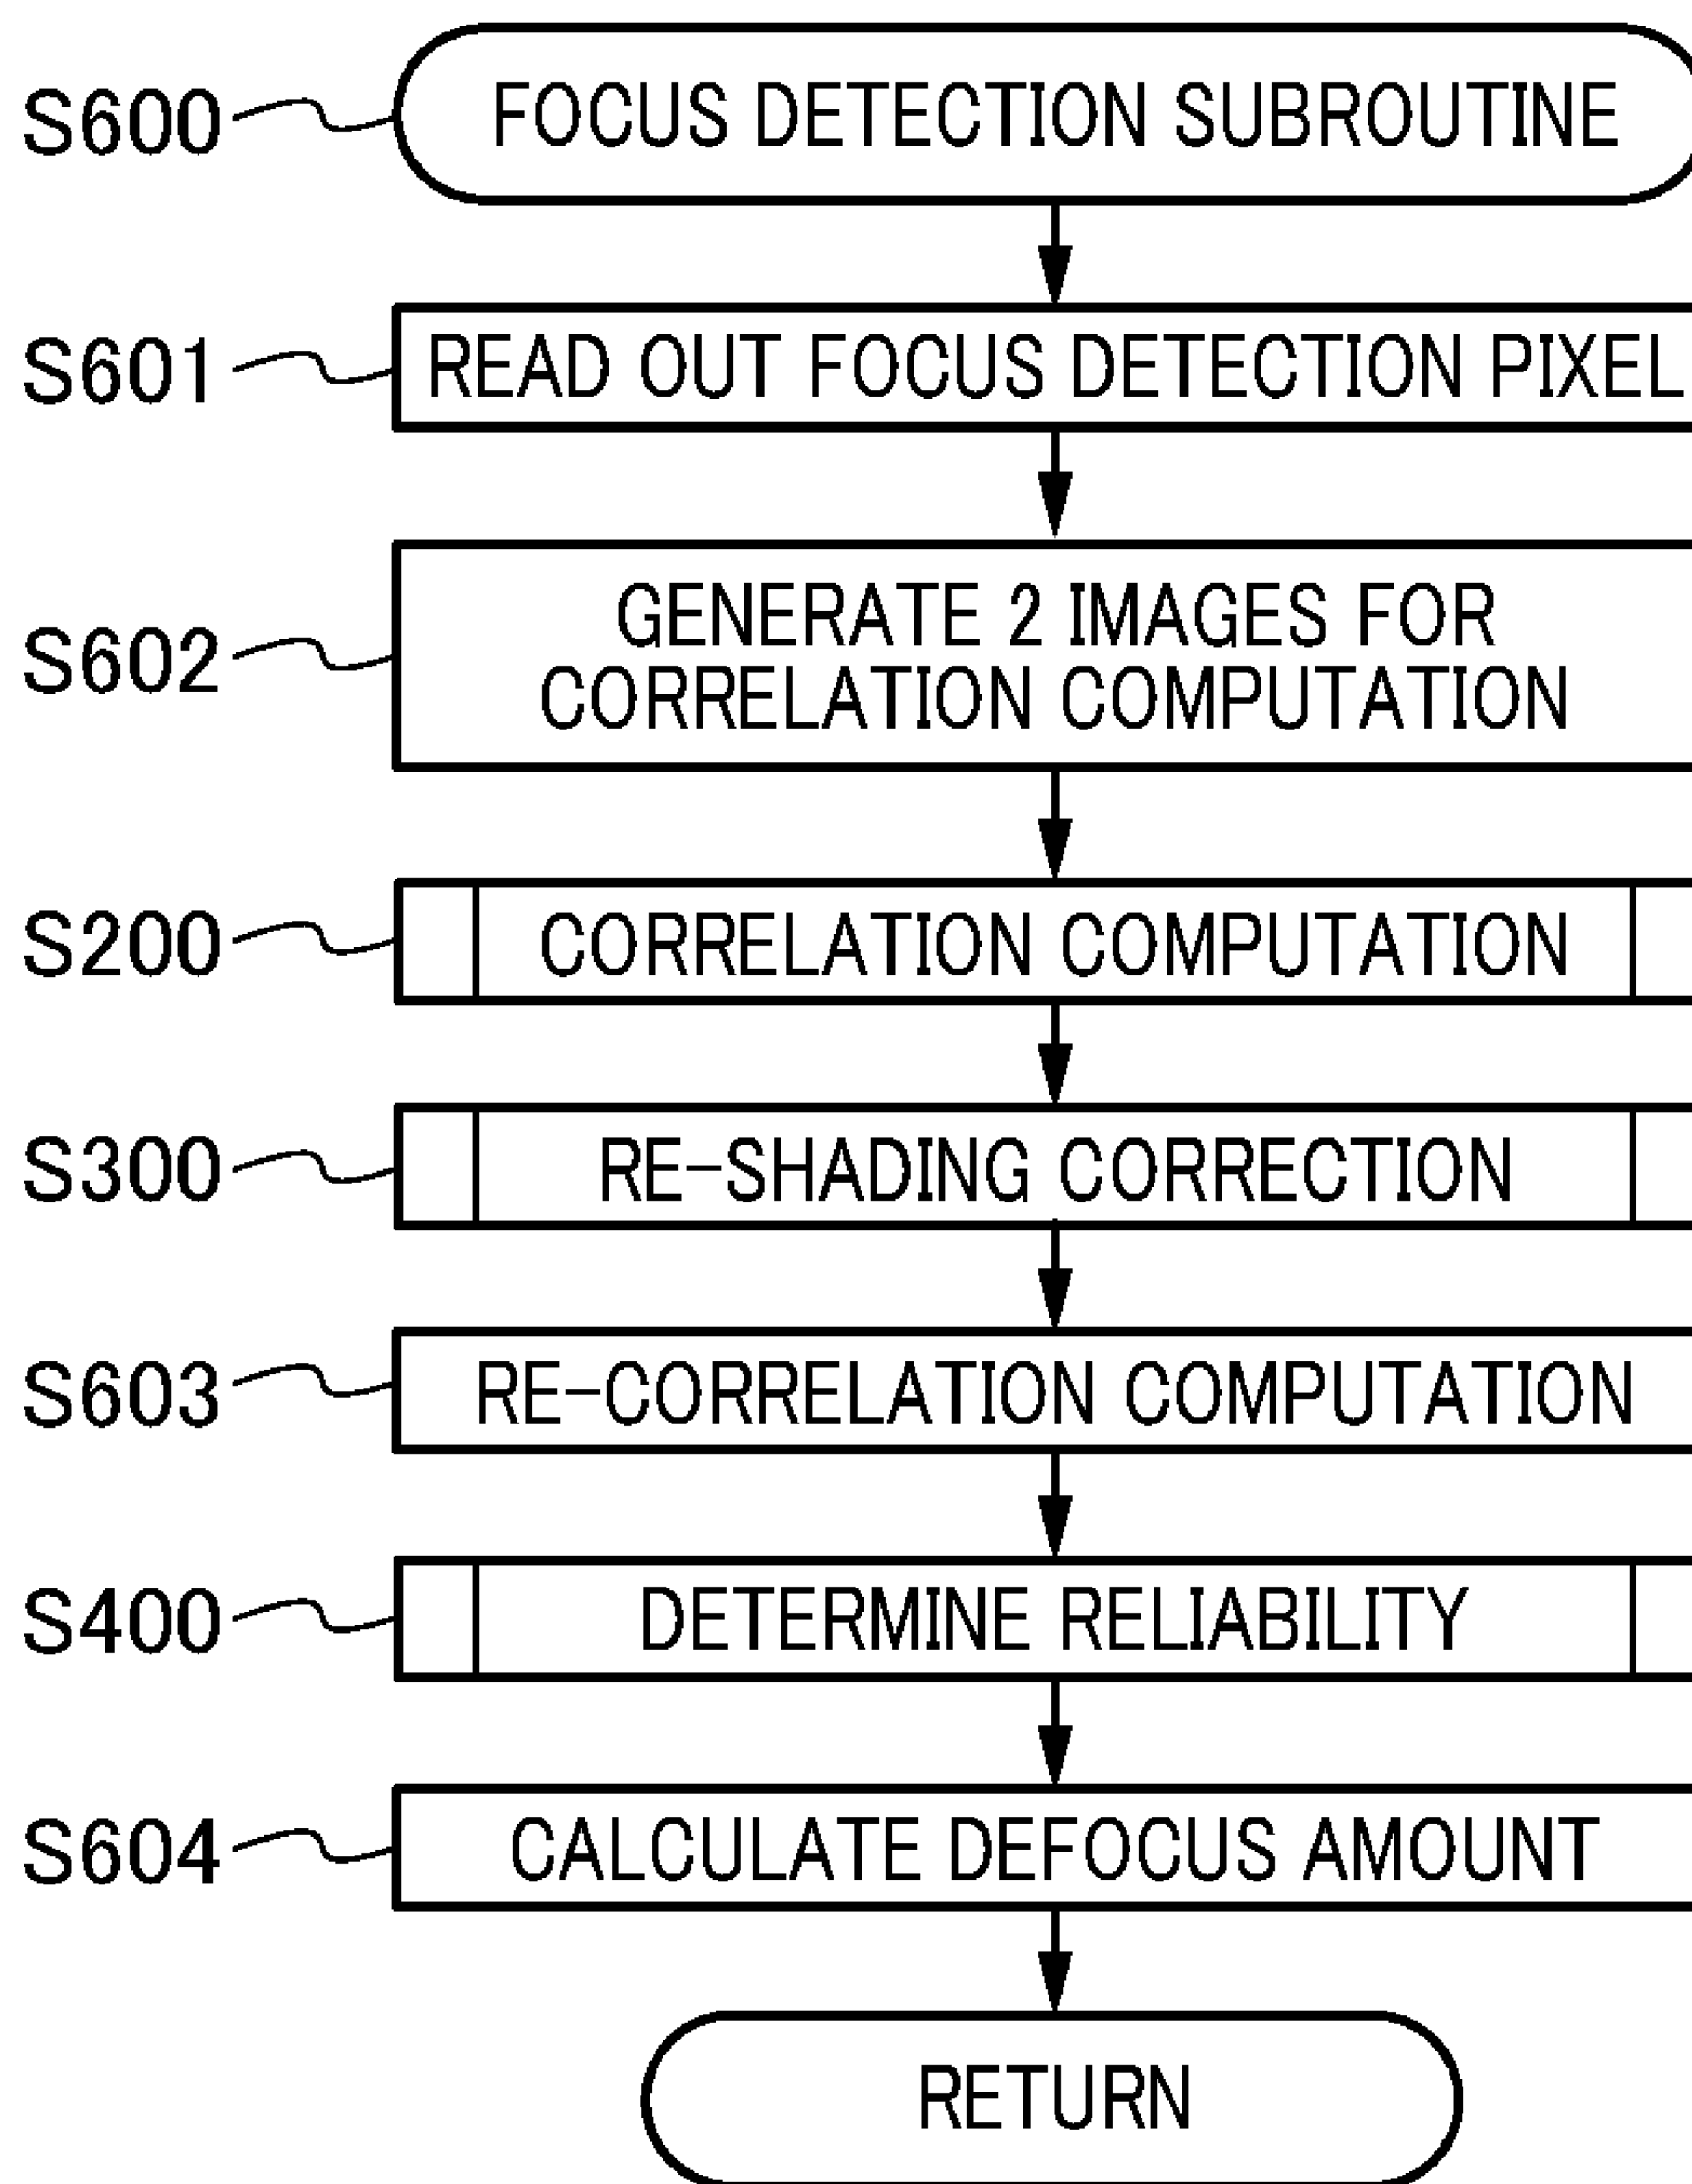 S600 FOCUS DETECTION SUBROUTINE
S601 READ OUT FOCUS DETECTION PIXEL
S602 GENERATE 2 IMAGES FOR
CORRELATION COMPUTATION
S200 CORRELATION COMPUTATION
S300 RE-SHADING CORRECTION
S603 RE-CORRELATION COMPUTATION
S400 DETERMINE RELIABILITY
S604 CALCULATE DEFOCUS AMOUNT
RETURN